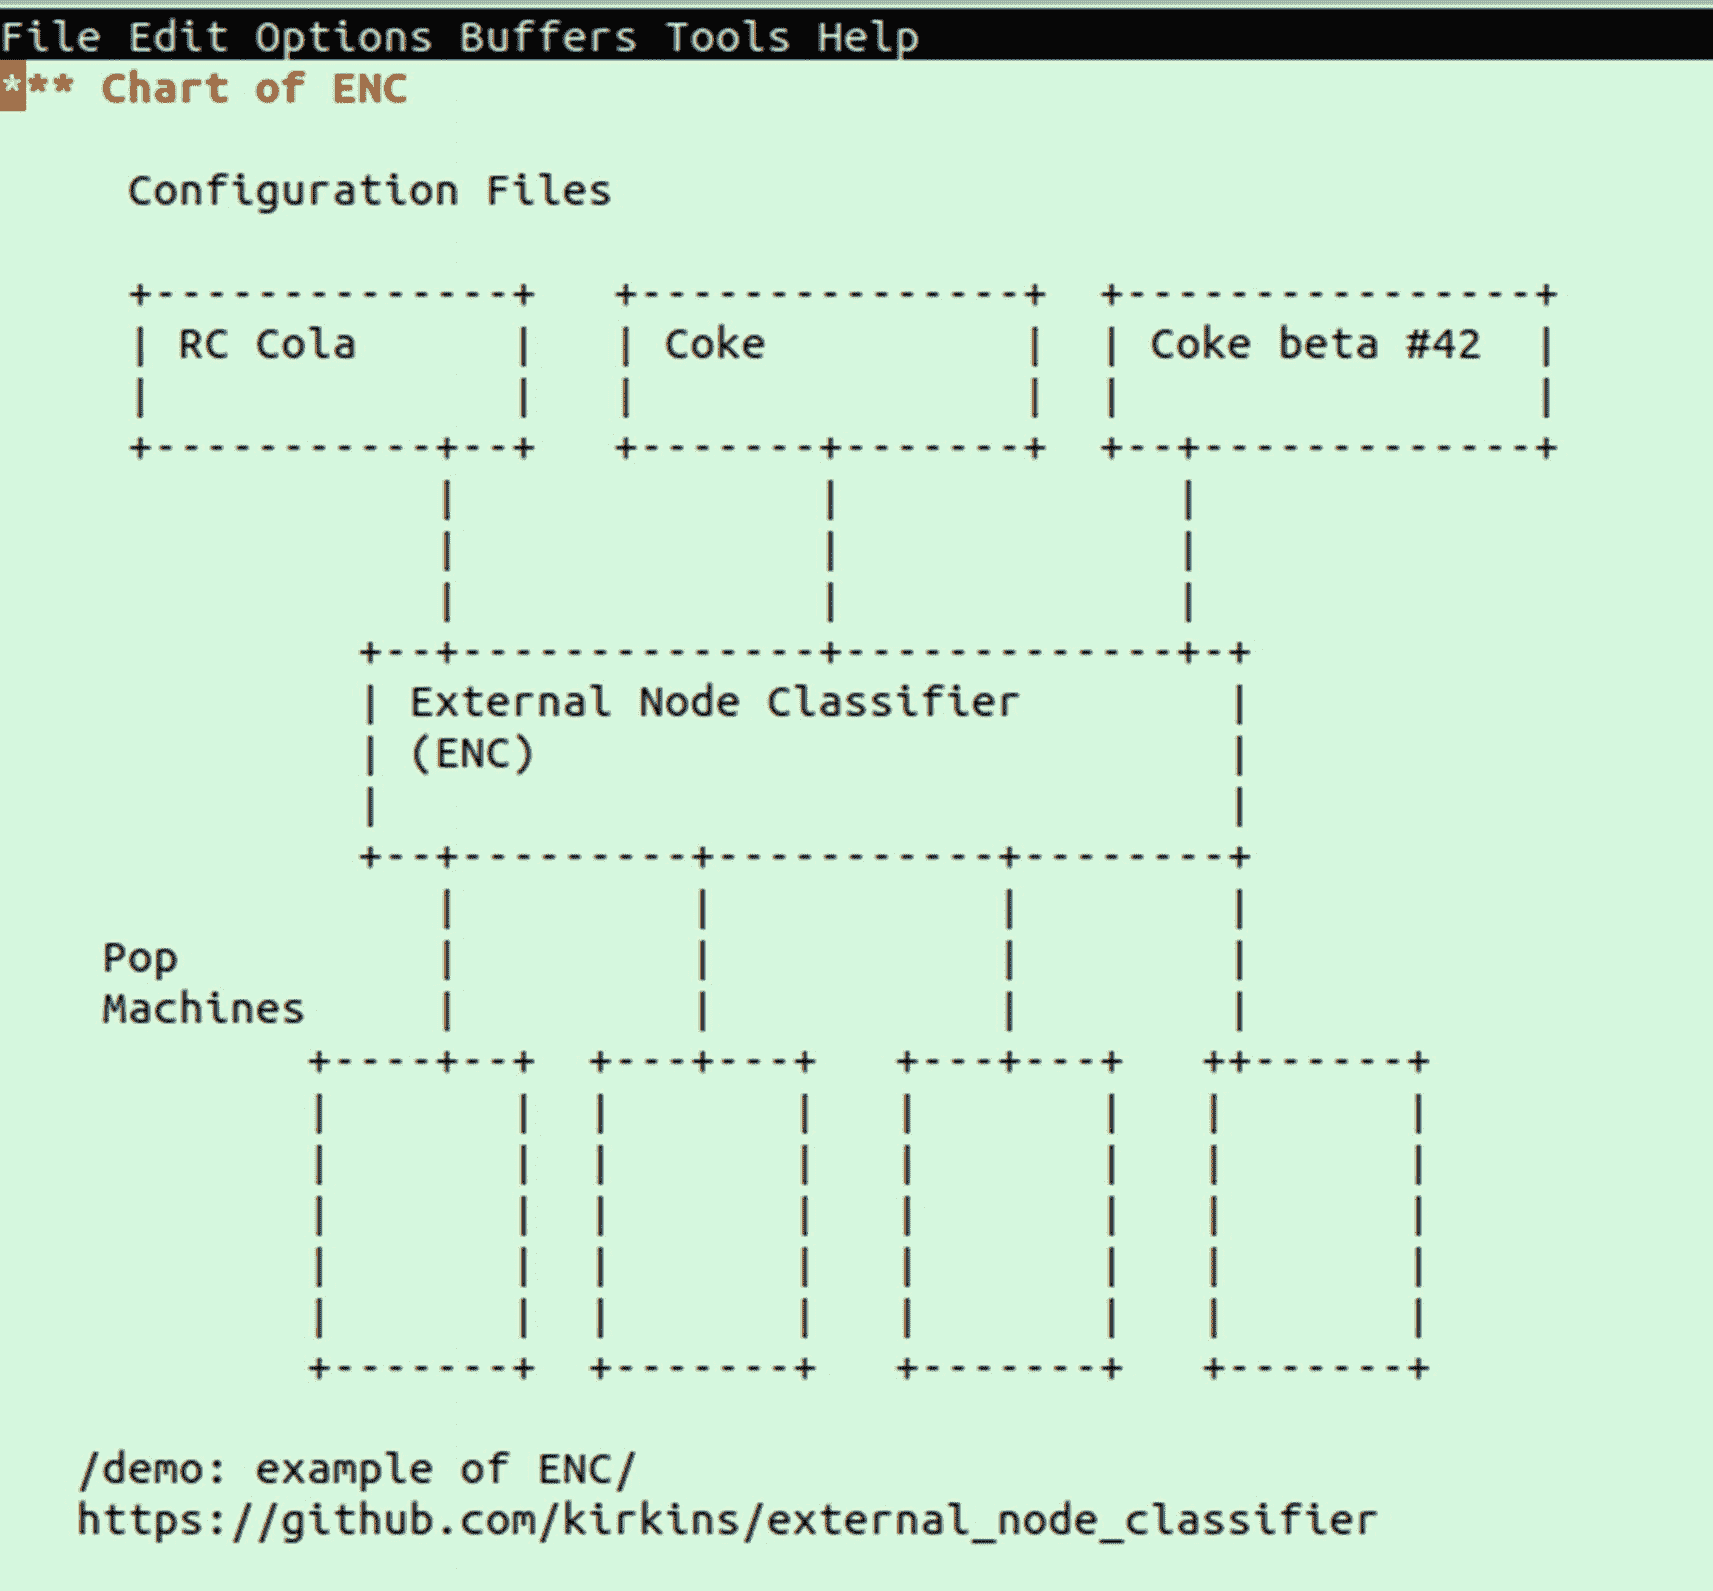 File Edit Options Buffers Tools Help
*** Chart of ENC
Configuration Files
RC Cola
Coke
Coke beta #42
External Node Classifier
(ENC)
Pop
Machines
/demo: example of ENC/
https://github.com/kirkins/external_node_classifier